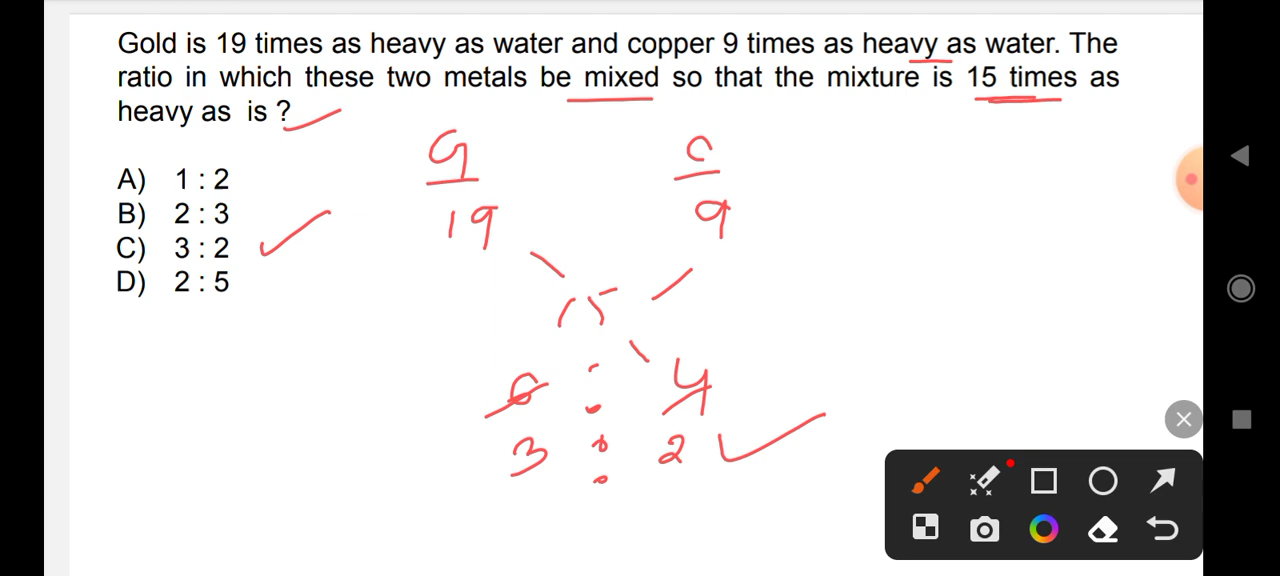 Gold is 19 times as heavy as water and copper 9 times as heavy as water. The
ratio in which these two metals be mixed so that the mixture is 15 times as
heavy as is ?
A) 1 : 2
B) 2 : 3
C) 3 : 2
D) 2 : 5
G C
19 9
15
6 : 4
3 : 2